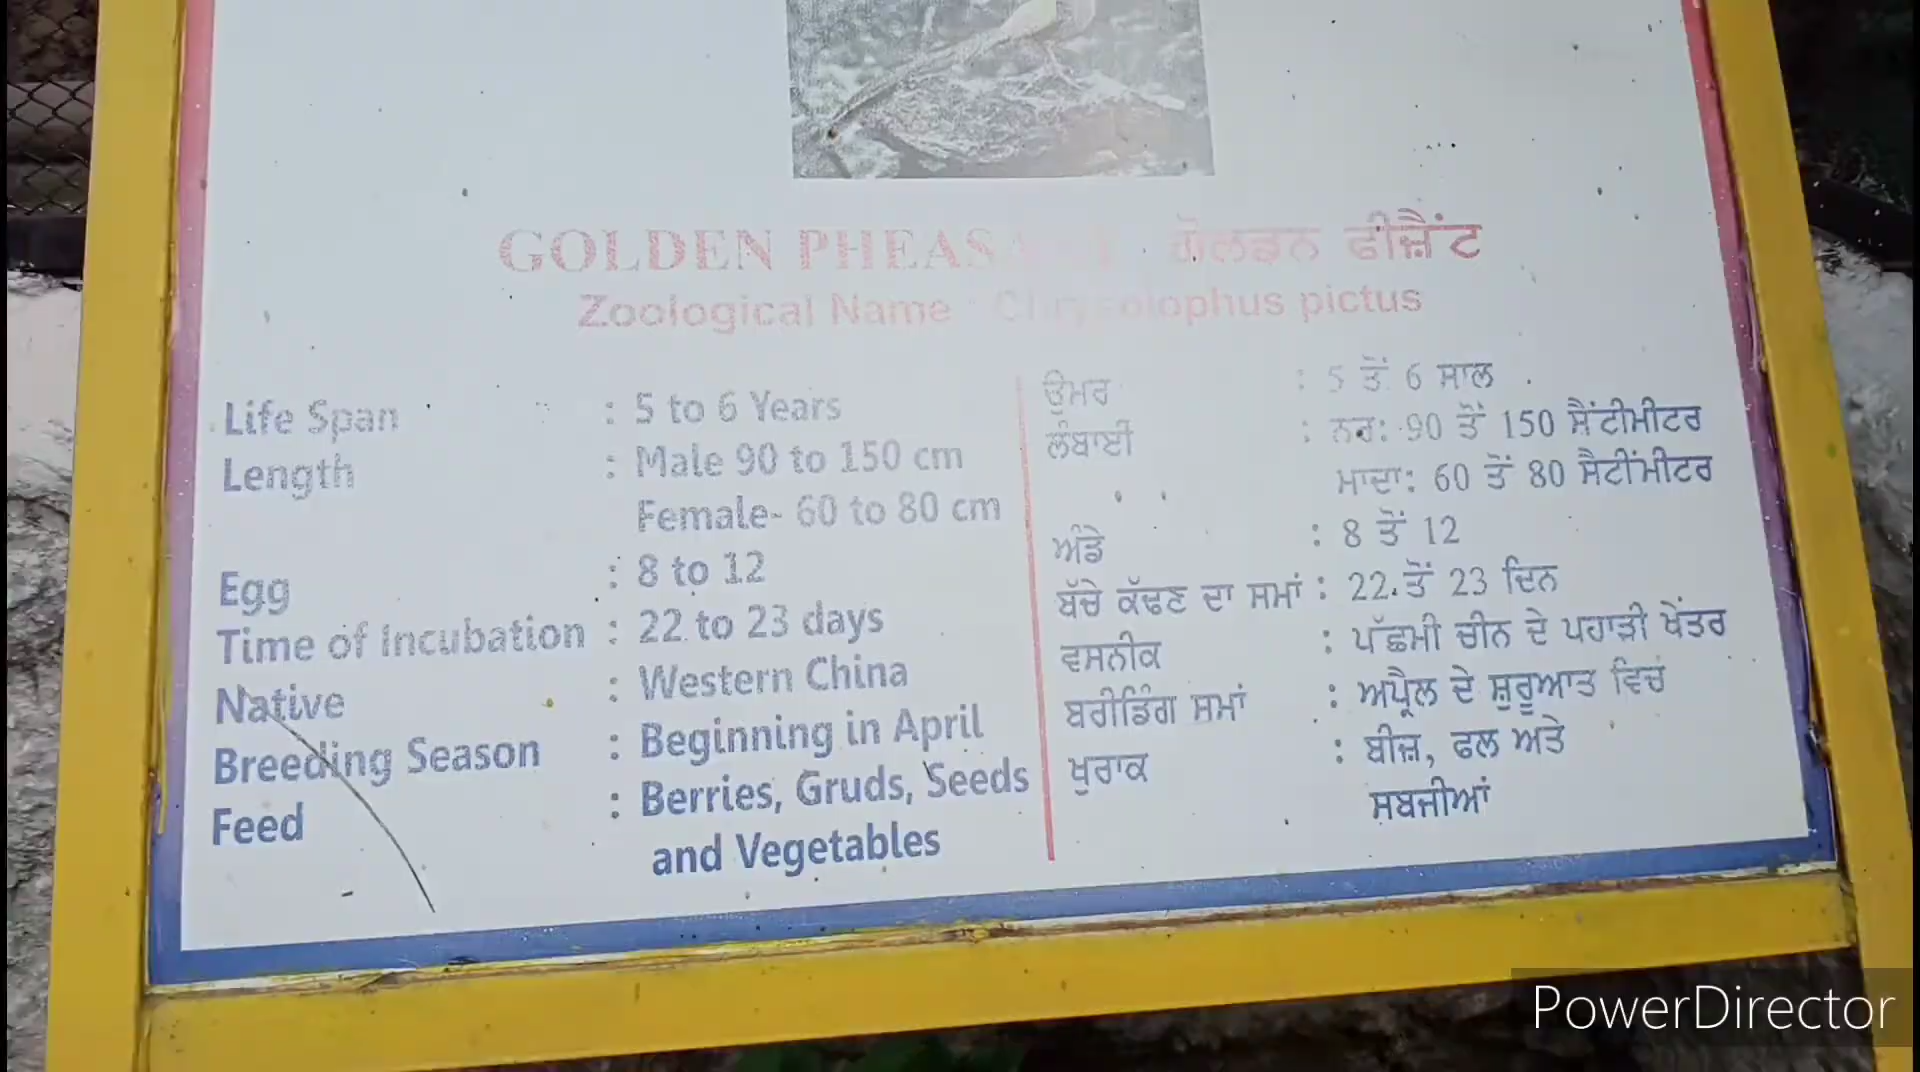 GOLDEN PHEASANT ਗੋਲਡਨ ਫੀਜ਼ੈਂਟ
Zoological Name Chrysolophus pictus
Life Span : 5 to 6 Years
Length : Male 90 to 150 cm
Female- 60 to 80 cm
Egg : 8 to 12
Time of Incubation : 22 to 23 days
Native : Western China
Breeding Season : Beginning in April
Feed : Berries, Gruds, Seeds
and Vegetables
ਉਮਰ : 5 ਤੋਂ 6 ਸਾਲ
ਲੰਬਾਈ : ਨਰ: 90 ਤੋਂ 150 ਸੈਂਟੀਮੀਟਰ
ਮਾਦਾ: 60 ਤੋਂ 80 ਸੈਟੀਂਮੀਟਰ
ਅੰਡੇ : 8 ਤੋਂ 12
ਬੱਚੇ ਕੱਢਣ ਦਾ ਸਮਾਂ : 22 ਤੋਂ 23 ਦਿਨ
ਵਸਨੀਕ : ਪੱਛਮੀ ਚੀਨ ਦੇ ਪਹਾੜੀ ਖੇਂਤਰ
ਬਰੀਡਿੰਗ ਸਮਾਂ : ਅਪ੍ਰੈਲ ਦੇ ਸ਼ੁਰੂਆਤ ਵਿਚ
ਖੁਰਾਕ : ਬੀਜ਼, ਫਲ ਅਤੇ
ਸਬਜੀਆਂ
PowerDirector